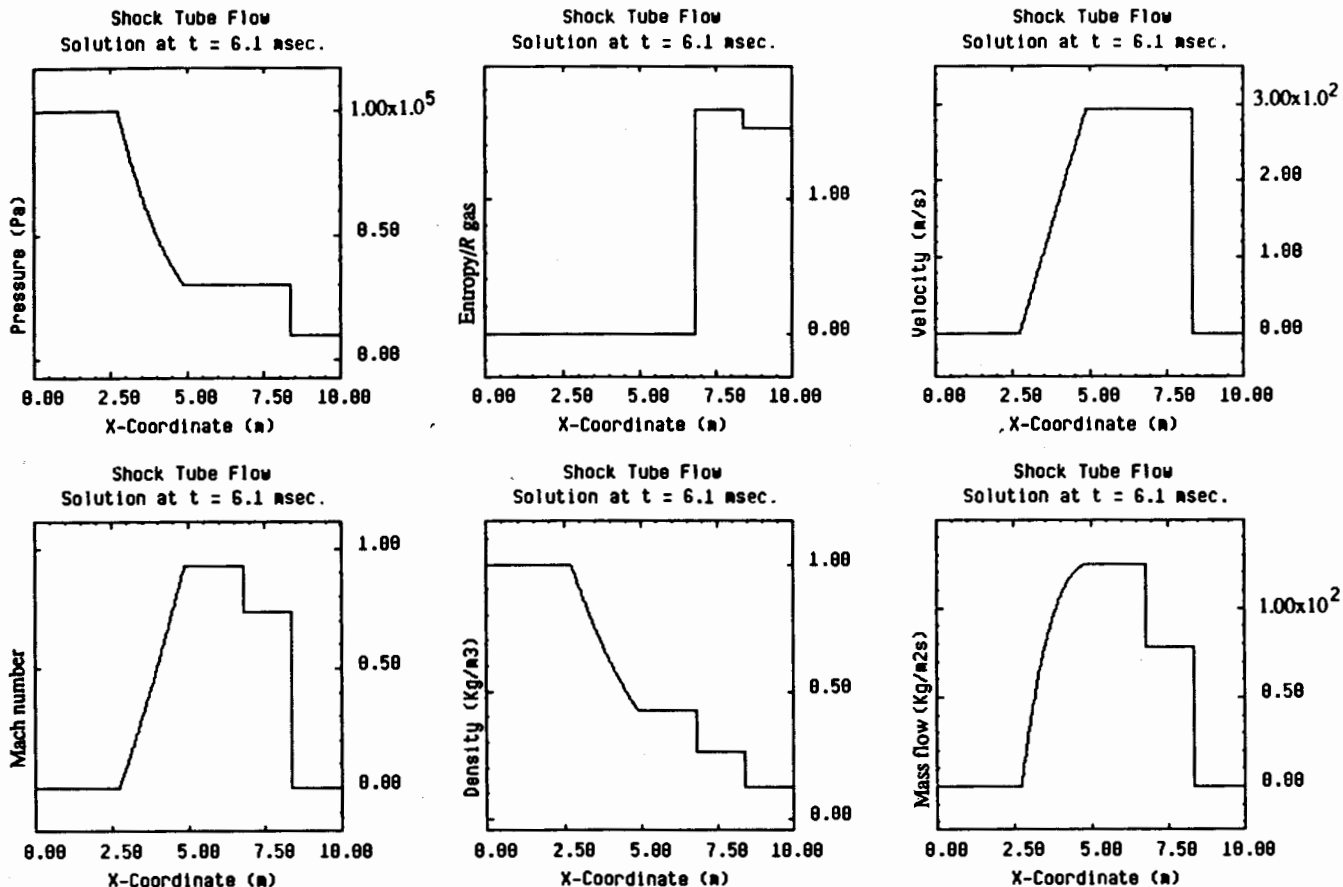 Shock Tube Flow
Solution at t = 6.1 msec.
Pressure (Pa)
1.00x1.0⁵
0.50
0.00
0.00 2.50 5.00 7.50 10.00
X-Coordinate (m)
Shock Tube Flow
Solution at t = 6.1 msec.
Entropy/R gas
1.00
0.00
0.00 2.50 5.00 7.50 10.00
X-Coordinate (m)
Shock Tube Flow
Solution at t = 6.1 msec.
Velocity (m/s)
3.00x1.0²
2.00
1.00
0.00
0.00 2.50 5.00 7.50 10.00
X-Coordinate (m)
Shock Tube Flow
Solution at t = 6.1 msec.
Mach number
1.00
0.50
0.00
0.00 2.50 5.00 7.50 10.00
X-Coordinate (m)
Shock Tube Flow
Solution at t = 6.1 msec.
Density (Kg/m3)
1.00
0.50
0.00
0.00 2.50 5.00 7.50 10.00
X-Coordinate (m)
Shock Tube Flow
Solution at t = 6.1 msec.
Mass flow (Kg/m2s)
1.00x10²
0.50
0.00
0.00 2.50 5.00 7.50 10.00
X-Coordinate (m)